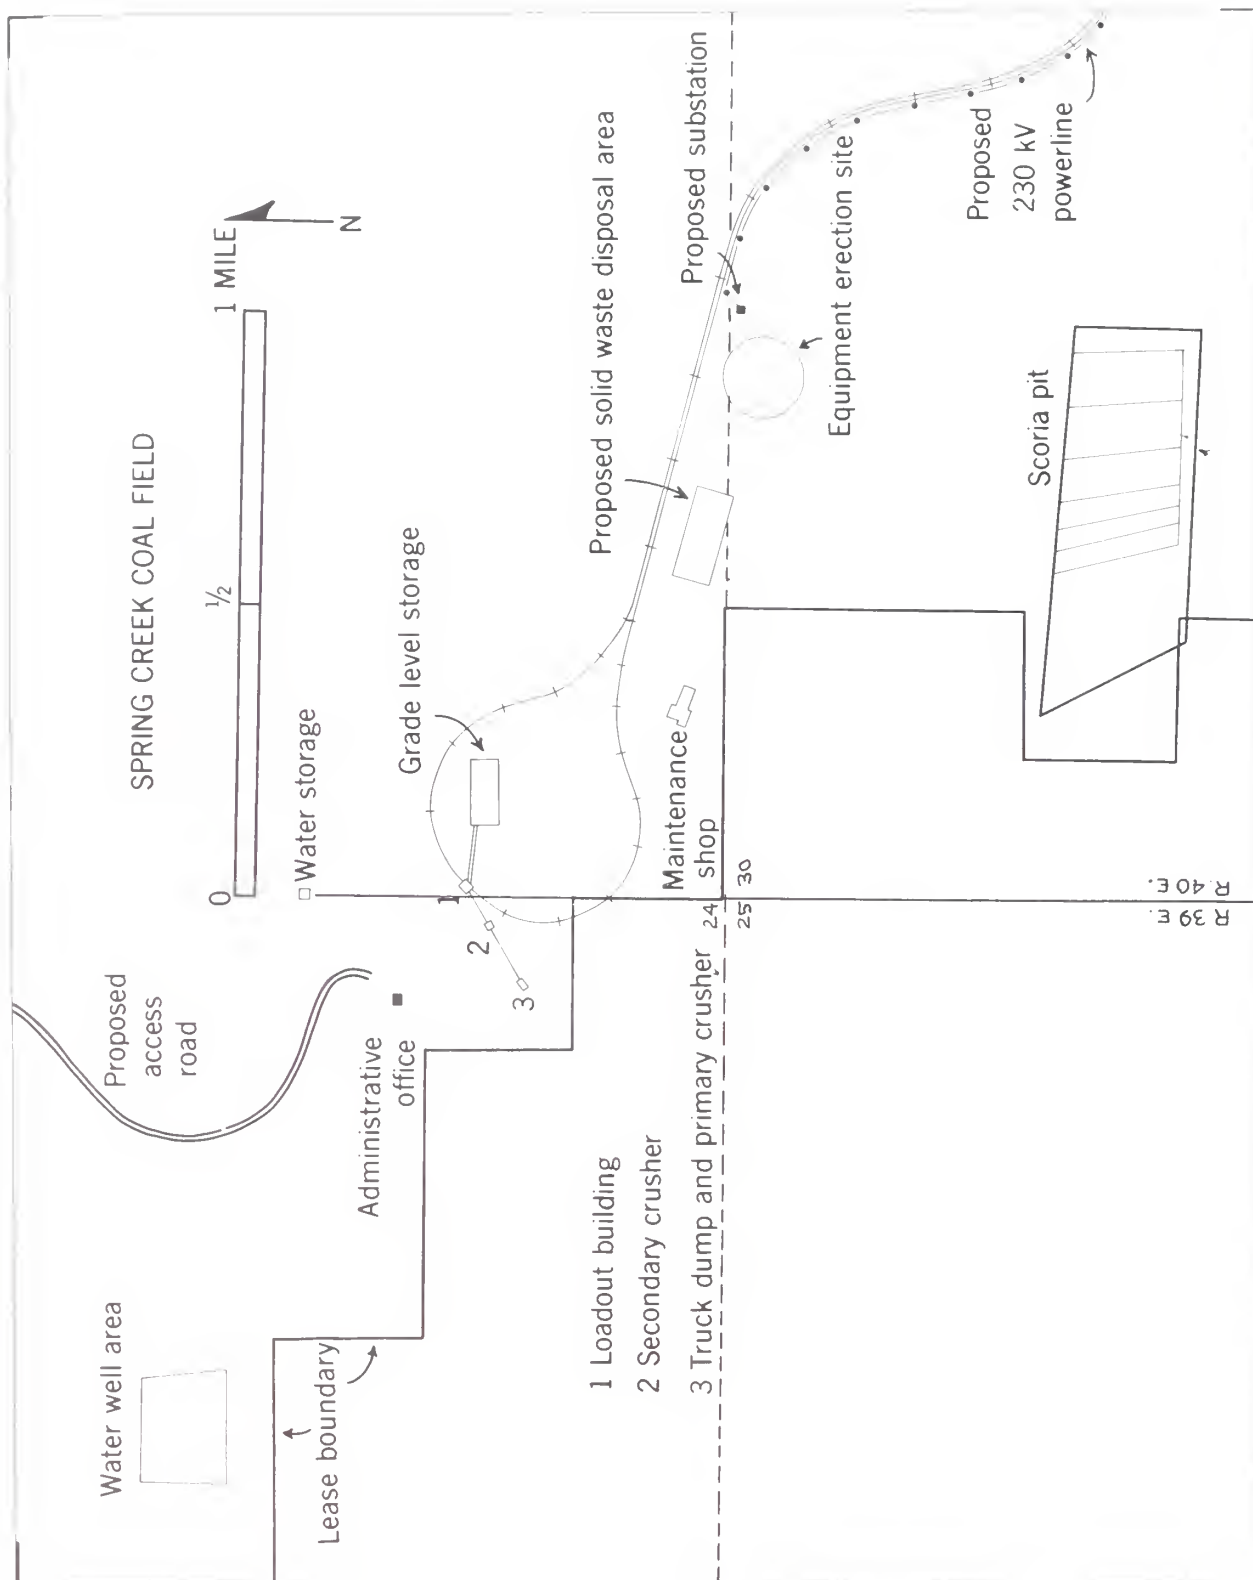 SPRING CREEK COAL FIELD
0
½
1 MILE
N
Water well area
Proposed
access
road
Water storage
Lease boundary
Administrative
office
Grade level storage
1
2
3
Proposed solid waste disposal area
Proposed substation
Maintenance
shop
24
25
30
R 39 E.
R. 40 E.
Equipment erection site
Proposed
230 kV
powerline
Scoria pit
1 Loadout building
2 Secondary crusher
3 Truck dump and primary crusher